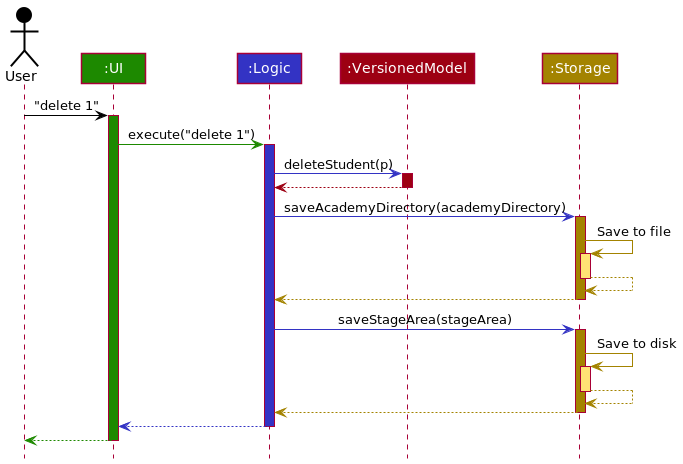 User
:UI
:Logic
:VersionedModel
:Storage
"delete 1"
execute("delete 1")
deleteStudent(p)
saveAcademyDirectory(academyDirectory)
Save to file
saveStageArea(stageArea)
Save to disk